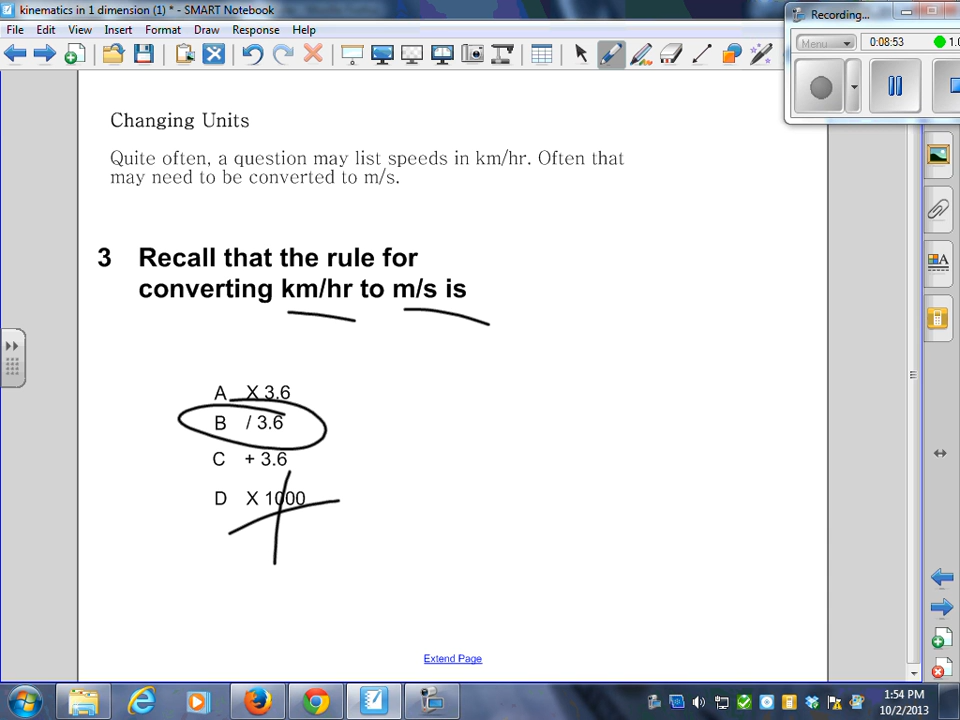 kinematics in 1 dimension (1) * - SMART Notebook
Recording...
File Edit View Insert Format Draw Response Help
Menu
0:08:53
1.0
Changing Units
Quite often, a question may list speeds in km/hr. Often that
may need to be converted to m/s.
3 Recall that the rule for
converting km/hr to m/s is
A X 3.6
B / 3.6
C + 3.6
D X 1000
Extend Page
1:54 PM
10/2/2013